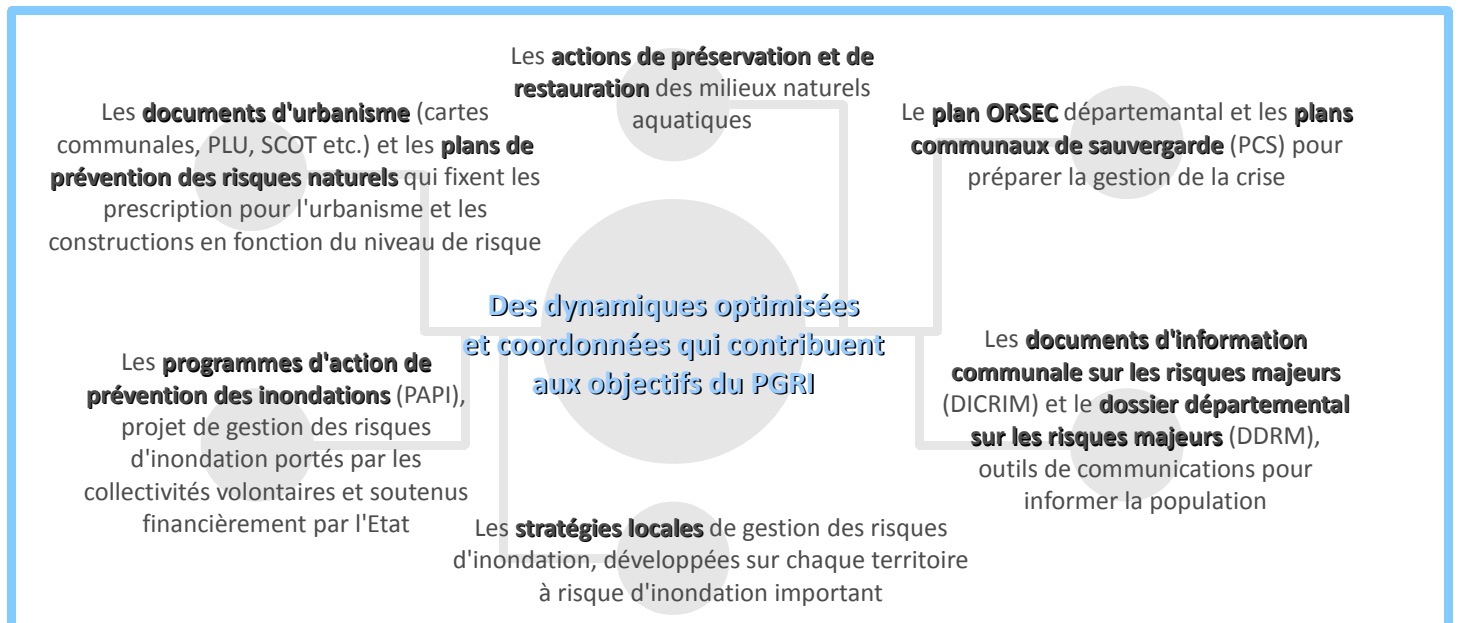 Les actions de préservation et de
restauration des milieux naturels
aquatiques
Les documents d'urbanisme (cartes
communales, PLU, SCOT etc.) et les plans de
prévention des risques naturels qui fixent les
prescription pour l'urbanisme et les
constructions en fonction du niveau de risque
Le plan ORSEC départemantal et les plans
communaux de sauvergarde (PCS) pour
préparer la gestion de la crise
Des dynamiques optimisées
et coordonnées qui contribuent
aux objectifs du PGRI
Les programmes d'action de
prévention des inondations (PAPI),
projet de gestion des risques
d'inondation portés par les
collectivités volontaires et soutenus
financièrement par l'Etat
Les documents d'information
communale sur les risques majeurs
(DICRIM) et le dossier départemental
sur les risques majeurs (DDRM),
outils de communications pour
informer la population
Les stratégies locales de gestion des risques
d'inondation, développées sur chaque territoire
à risque d'inondation important